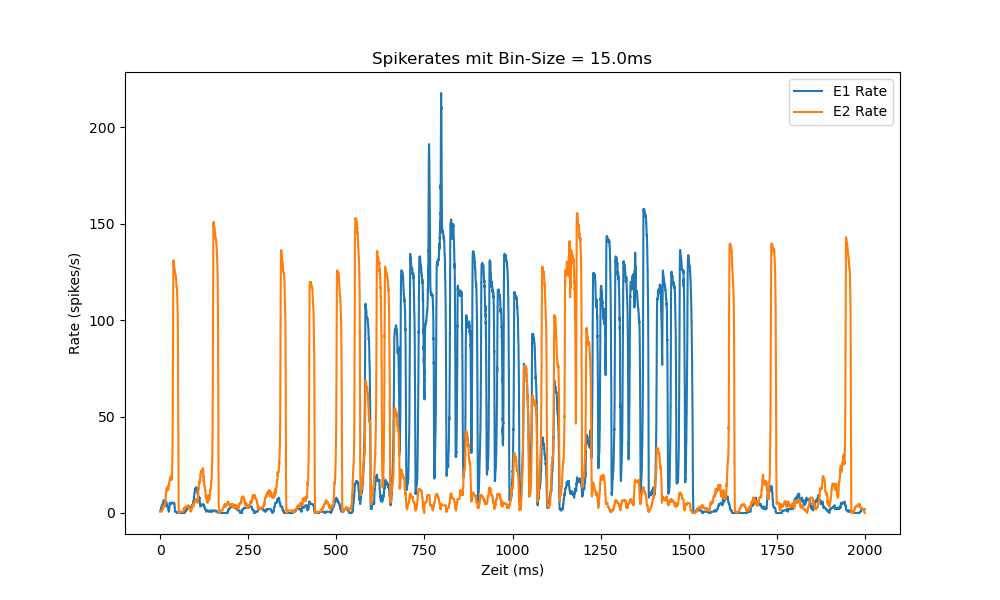 Spikerates mit Bin-Size = 15.0ms
E1 Rate
E2 Rate
Rate (spikes/s)
200
150
100
50
0
0 250 500 750 1000 1250 1500 1750 2000
Zeit (ms)